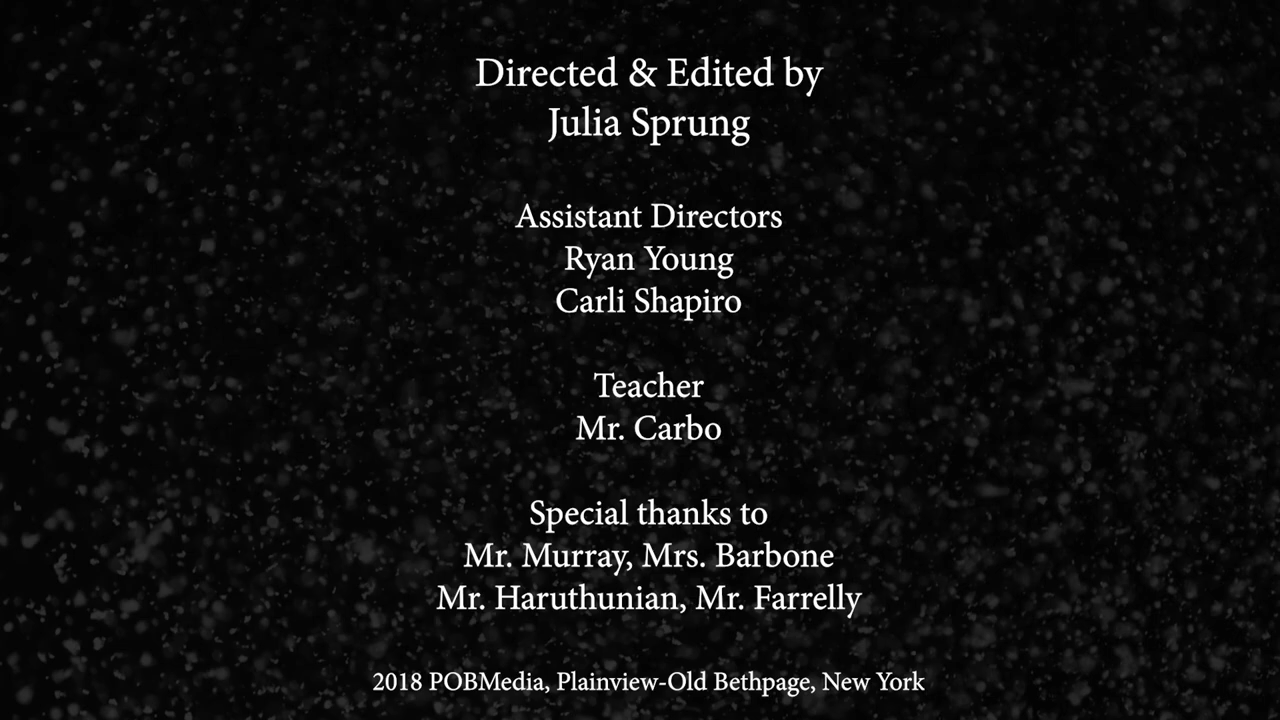 Directed & Edited by
Julia Sprung
Assistant Directors
Ryan Young
Carli Shapiro
Teacher
Mr. Carbo
Special thanks to
Mr. Murray, Mrs. Barbone
Mr. Haruthunian, Mr. Farrelly
2018 POBMedia, Plainview-Old Bethpage, New York